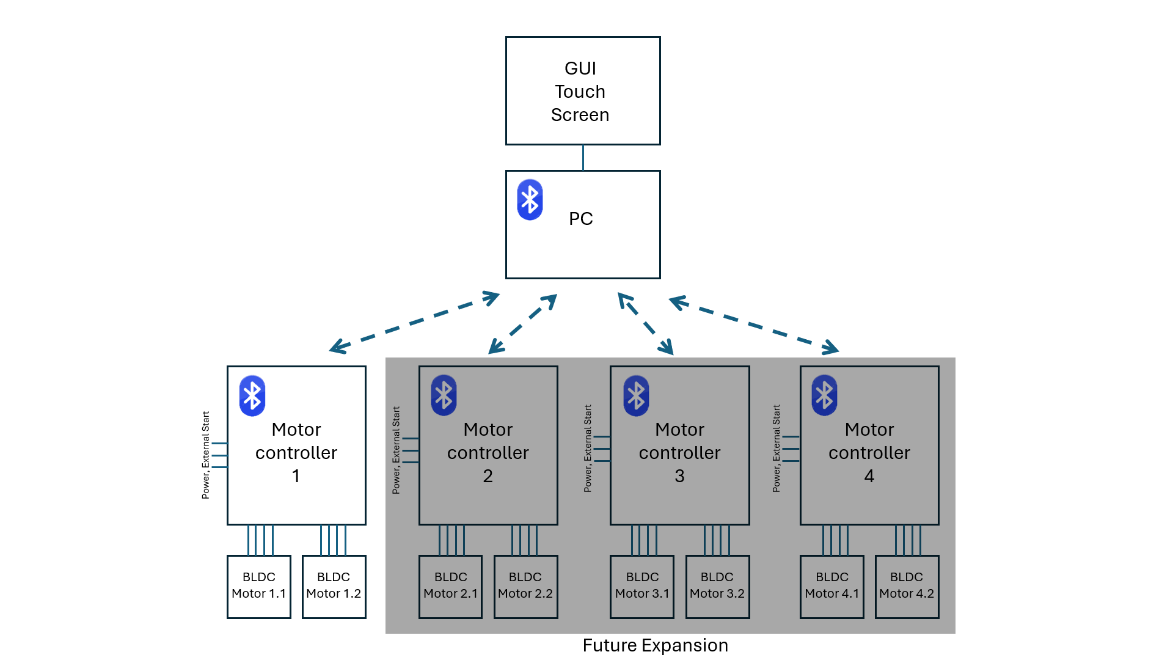 GUI
Touch
Screen
PC
Power, External Start
Motor
controller
1
Power, External Start
Motor
controller
2
Power, External Start
Motor
controller
3
Power, External Start
Motor
controller
4
BLDC
Motor 1.1
BLDC
Motor 1.2
BLDC
Motor 2.1
BLDC
Motor 2.2
BLDC
Motor 3.1
BLDC
Motor 3.2
BLDC
Motor 4.1
BLDC
Motor 4.2
Future Expansion